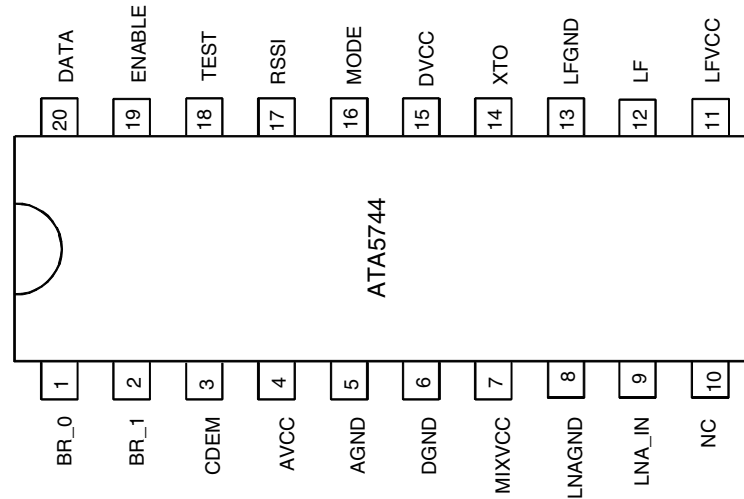 DATA
ENABLE
TEST
RSSI
MODE
DVCC
XTO
LFGND
LF
LFVCC
20
19
18
17
16
15
14
13
12
11
ATA5744
1
2
3
4
5
6
7
8
9
10
BR_0
BR_1
CDEM
AVCC
AGND
DGND
MIXVCC
LNAGND
LNA_IN
NC